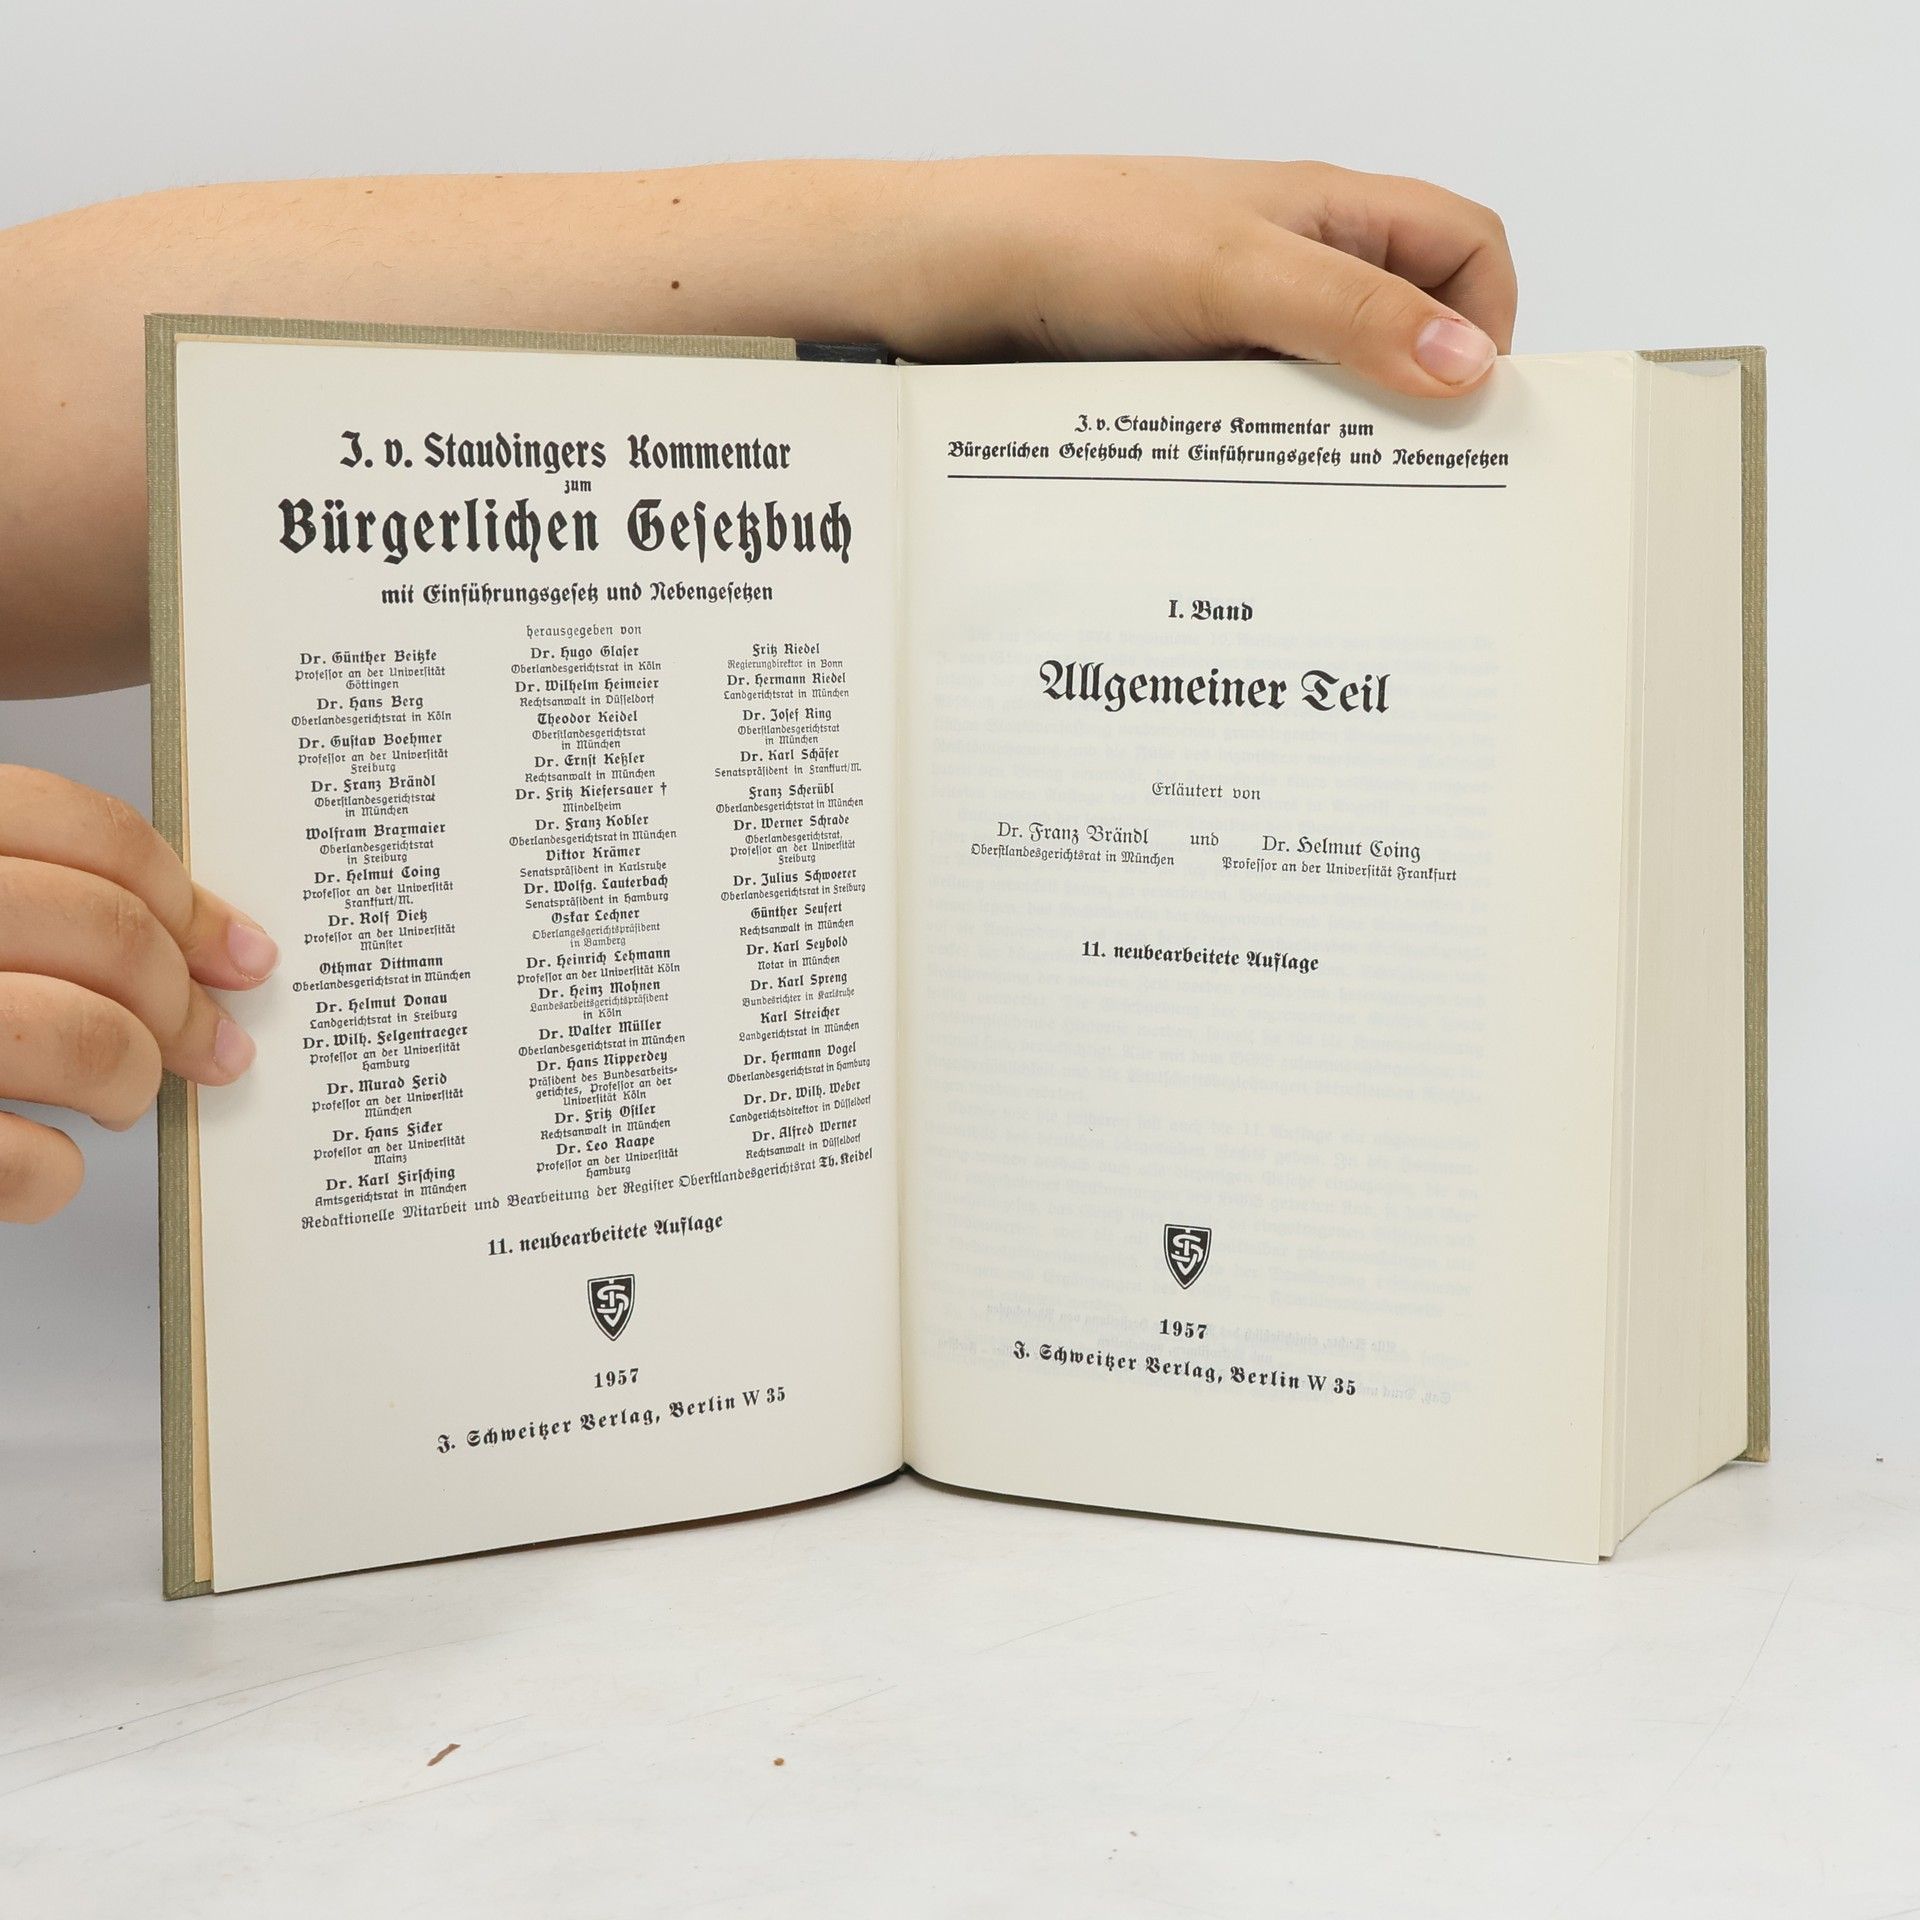 J. v. Staudingers Kommentar
zum
Bürgerlichen Gesetzbuch
mit Einführungsgesetz und Nebengesetzen
herausgegeben von
Dr. Günther Beitzke
Professor an der Universität
Göttingen
Dr. Hans Berg
Oberlandesgerichtsrat in Köln
Dr. Gustav Boehmer
Professor an der Universität
Freiburg
Dr. Franz Brändl
Oberstlandesgerichtsrat
in München
Wolfram Braxmaier
Oberlandesgerichtsrat
in Freiburg
Dr. Helmut Coing
Professor an der Universität
Frankfurt/M.
Dr. Rolf Dietz
Professor an der Universität
Münster
Othmar Dittmann
Oberlandesgerichtsrat in München
Dr. Helmut Donau
Landgerichtsrat in Freiburg
Dr. Wilh. Felgentraeger
Professor an der Universität
Hamburg
Dr. Murad Ferid
Professor an der Universität
München
Dr. Hans Ficker
Professor an der Universität
Mainz
Dr. Karl Firsching
Amtsgerichtsrat in München
Dr. Hugo Glaser
Oberlandesgerichtsrat in Köln
Dr. Wilhelm Heimeier
Rechtsanwalt in Düsseldorf
Theodor Keidel
Oberstlandesgerichtsrat
in München
Dr. Ernst Keßler
Rechtsanwalt in München
Dr. Fritz Kiefersauer †
Mindelheim
Dr. Franz Kobler
Oberlandesgerichtsrat in München
Viktor Krämer
Senatspräsident in Karlsruhe
Dr. Wolfg. Lauterbach
Senatspräsident in Hamburg
Oskar Lechner
Oberlangesgerichtspräsident
in Bamberg
Dr. Heinrich Lehmann
Professor an der Universität Köln
Dr. Heinz Mohnen
Landesarbeitsgerichtspräsident
in Köln
Dr. Walter Müller
Oberlandesgerichtsrat in München
Dr. Hans Nipperdey
Präsident des Bundesarbeits-
gerichtes, Professor an der
Universität Köln
Dr. Fritz Ostler
Rechtsanwalt in München
Dr. Leo Raape
Professor an der Universität
Hamburg
Fritz Riedel
Regierungsdirektor in Bonn
Dr. Hermann Riedel
Landgerichtsrat in München
Dr. Josef Ring
Oberstlandesgerichtsrat
in München
Dr. Karl Schäfer
Senatspräsident in Frankfurt/M.
Franz Scherübl
Oberlandesgerichtsrat in München
Dr. Werner Schrade
Oberlandesgerichtsrat,
Professor an der Universität
Freiburg
Dr. Julius Schwoerer
Oberlandesgerichtsrat in Freiburg
Günther Seufert
Rechtsanwalt in München
Dr. Karl Seybold
Notar in München
Dr. Karl Spreng
Bundesrichter in Karlsruhe
Karl Streicher
Landgerichtsrat in München
Dr. Hermann Vogel
Oberlandesgerichtsrat in Hamburg
Dr. Dr. Wilh. Weber
Landgerichtsdirektor in Düsseldorf
Dr. Alfred Werner
Rechtsanwalt in Düsseldorf
Redaktionelle Mitarbeit und Bearbeitung der Register Oberstlandesgerichtsrat Th. Keidel
11. neubearbeitete Auflage
1957
J. Schweitzer Verlag, Berlin W 35
J. v. Staudingers Kommentar zum
Bürgerlichen Gesetzbuch mit Einführungsgesetz und Nebengesetzen
I. Band
Allgemeiner Teil
Erläutert von
Dr. Franz Brändl und Dr. Helmut Coing
Oberstlandesgerichtsrat in München Professor an der Universität Frankfurt
11. neubearbeitete Auflage
1957
J. Schweitzer Verlag, Berlin W 35